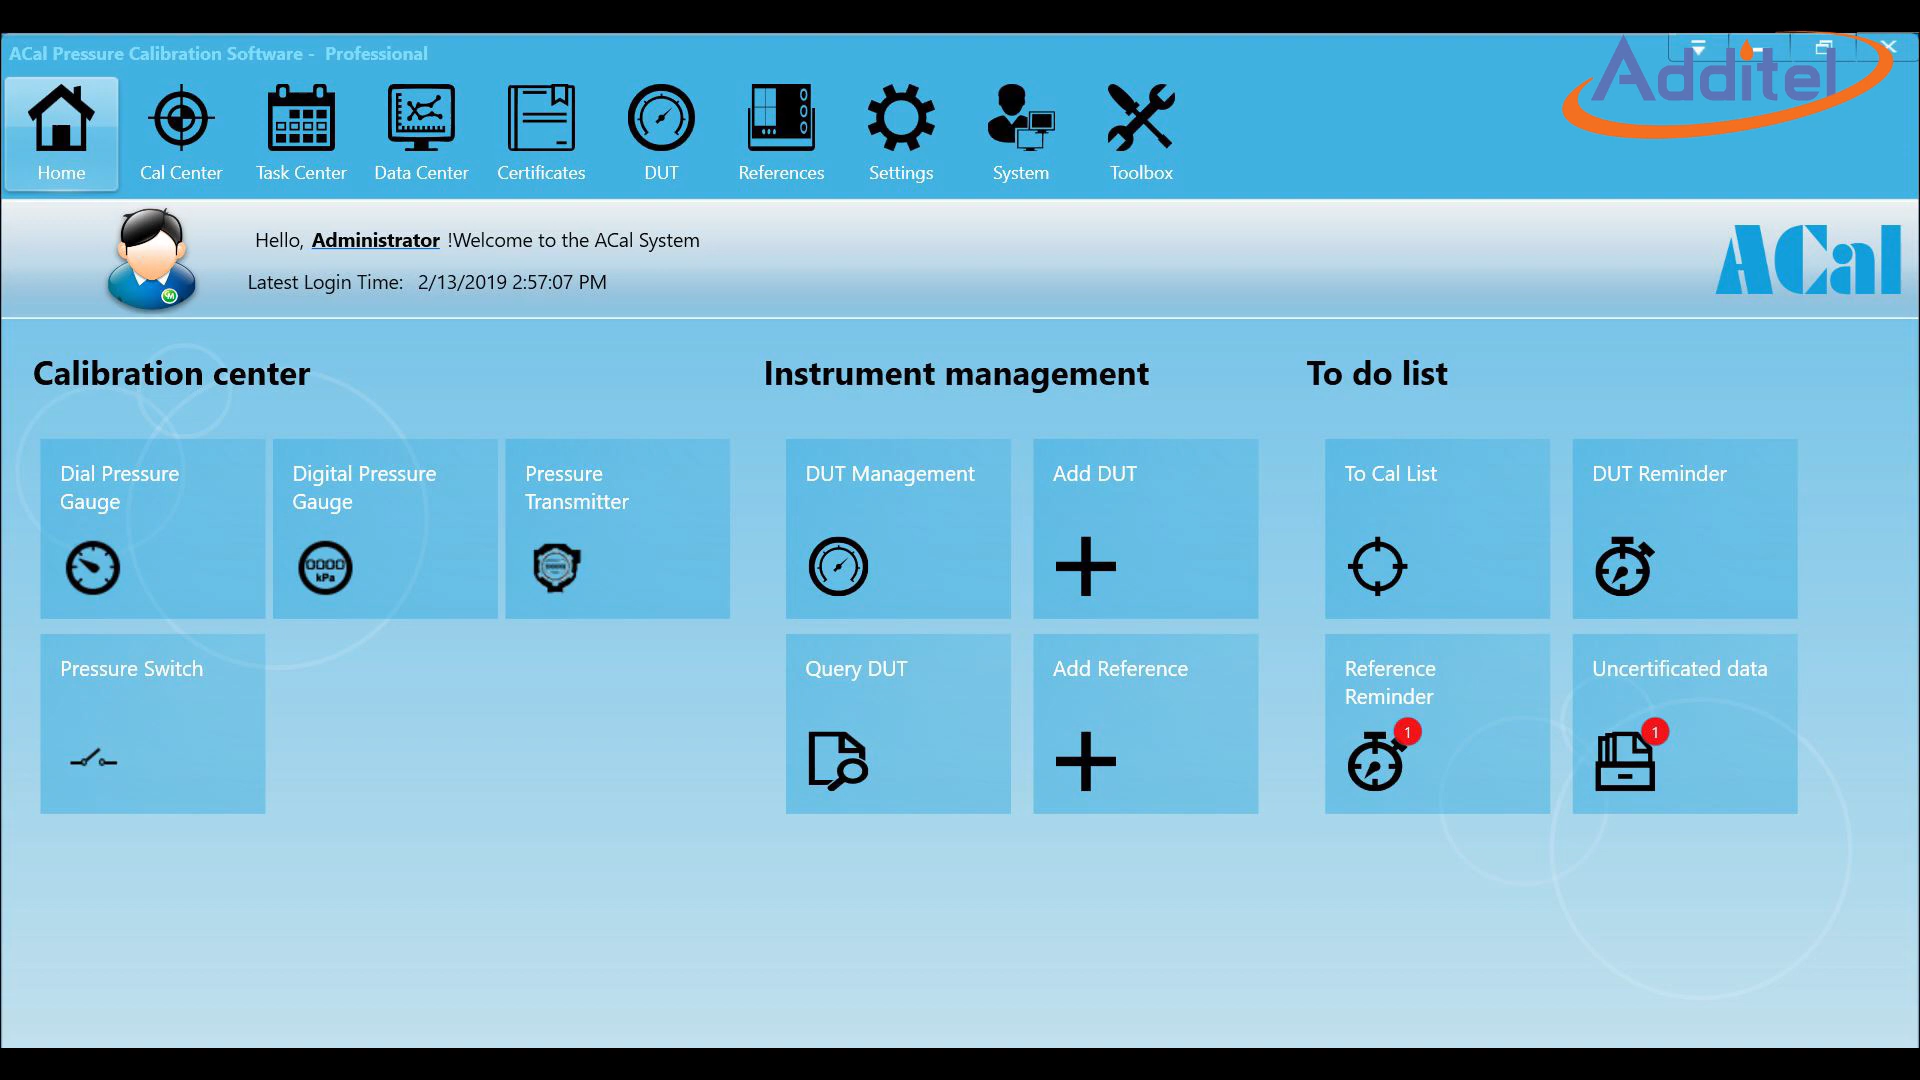 ACal Pressure Calibration Software - Professional
Additel
Home
Cal Center
Task Center
Data Center
Certificates
DUT
References
Settings
System
Toolbox
Hello, Administrator !Welcome to the ACal System
Latest Login Time: 2/13/2019 2:57:07 PM
ACal
Calibration center
Instrument management
To do list
Dial Pressure
Gauge
Digital Pressure
Gauge
0000
kPa
Pressure
Transmitter
DUT Management
Add DUT
To Cal List
DUT Reminder
Pressure Switch
Query DUT
Add Reference
Reference
Reminder
1
Uncertificated data
1